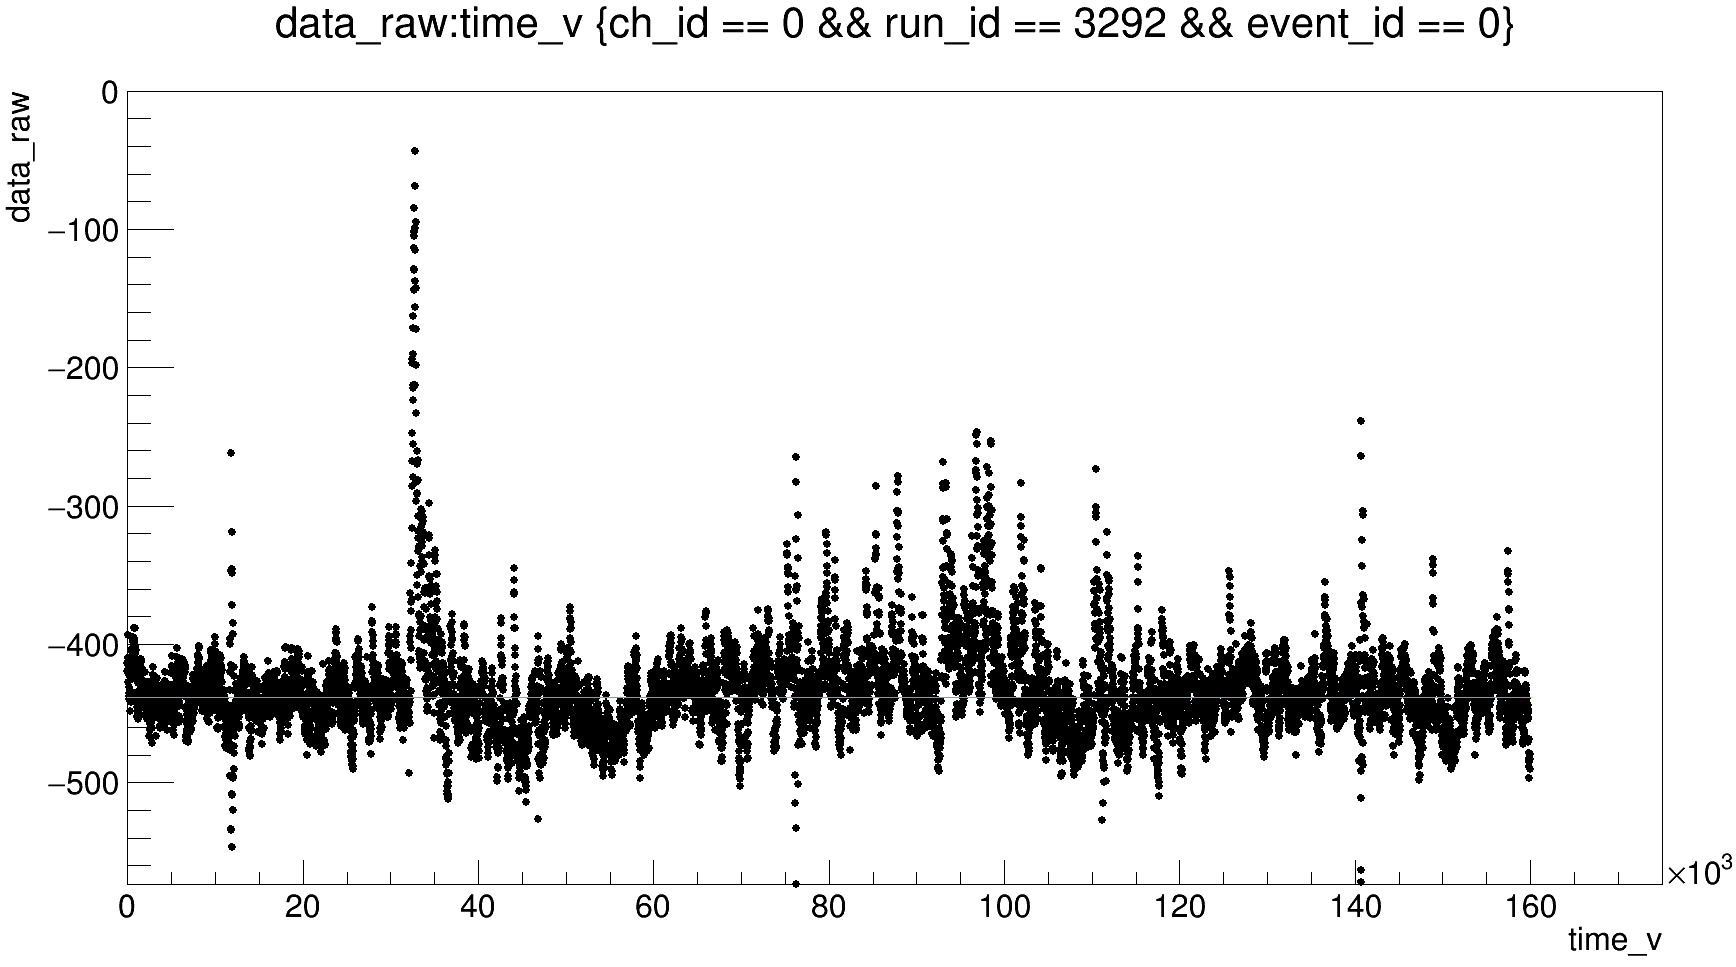 data_raw:time_v {ch_id == 0 && run_id == 3292 && event_id == 0}
data_raw
0
−100
−200
−300
−400
−500
0 20 40 60 80 100 120 140 160
×10³
time_v